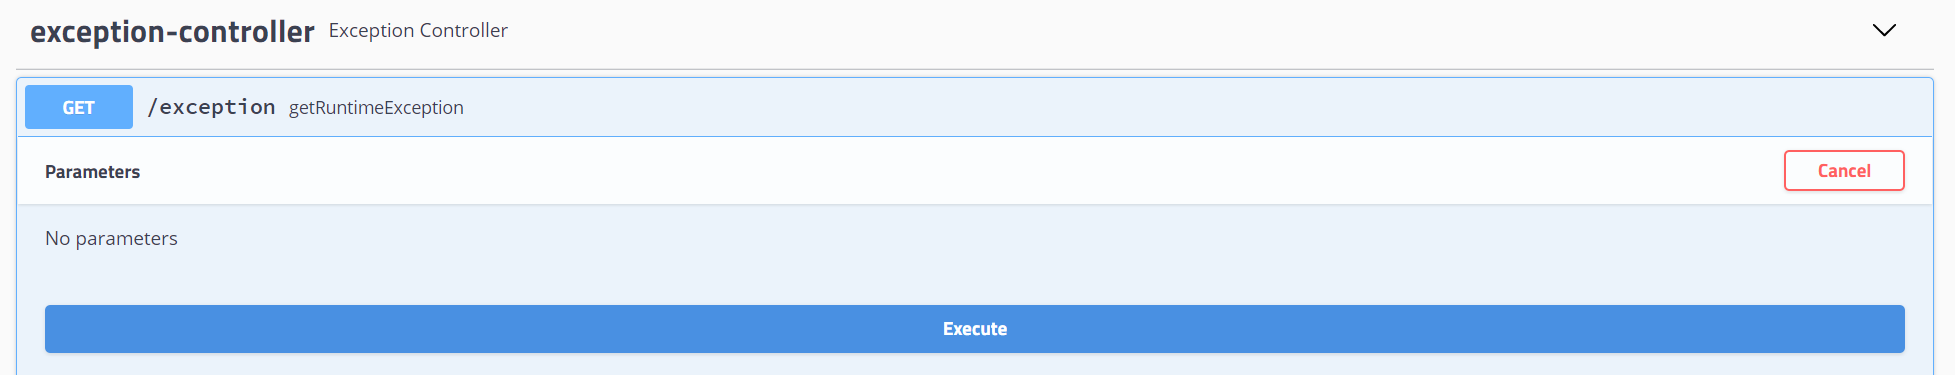 exception-controller Exception Controller
GET /exception getRuntimeException
Parameters Cancel
No parameters
Execute